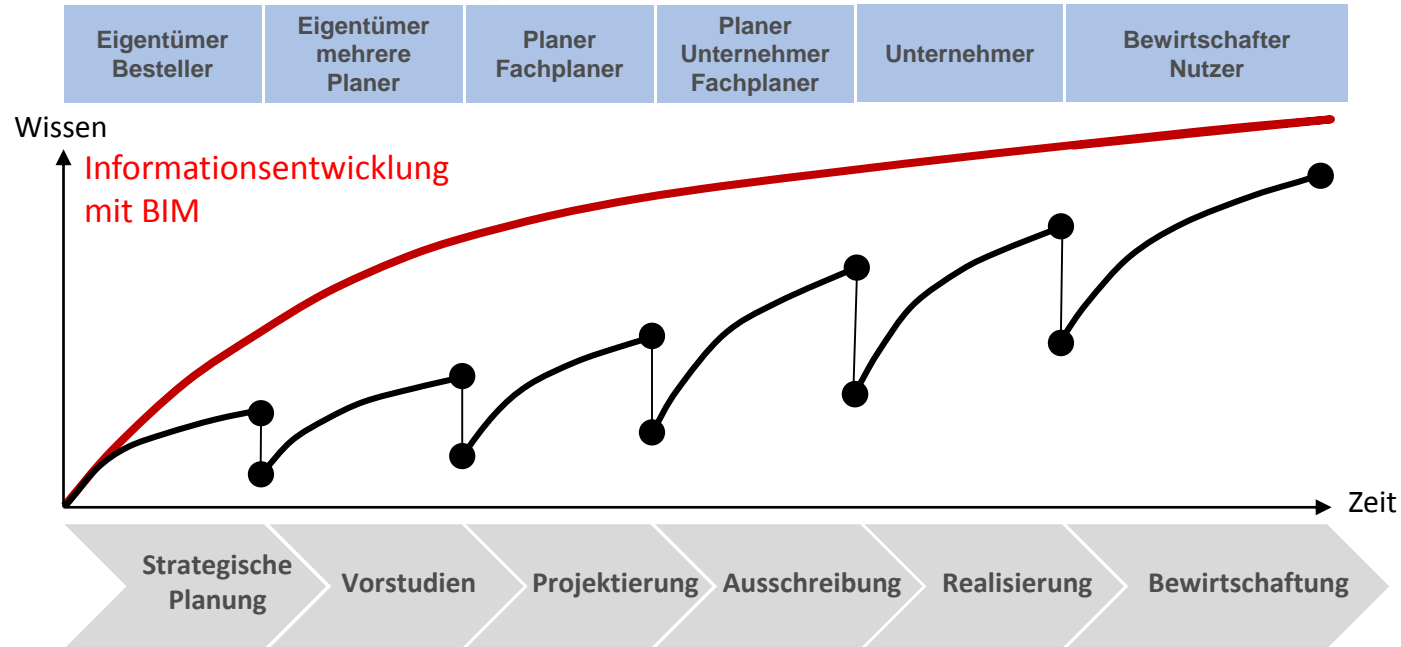 Eigentümer
Besteller
Eigentümer
mehrere
Planer
Planer
Fachplaner
Planer
Unternehmer
Fachplaner
Unternehmer
Bewirtschafter
Nutzer
Wissen
Informationsentwicklung
mit BIM
Zeit
Strategische
Planung
Vorstudien
Projektierung
Ausschreibung
Realisierung
Bewirtschaftung